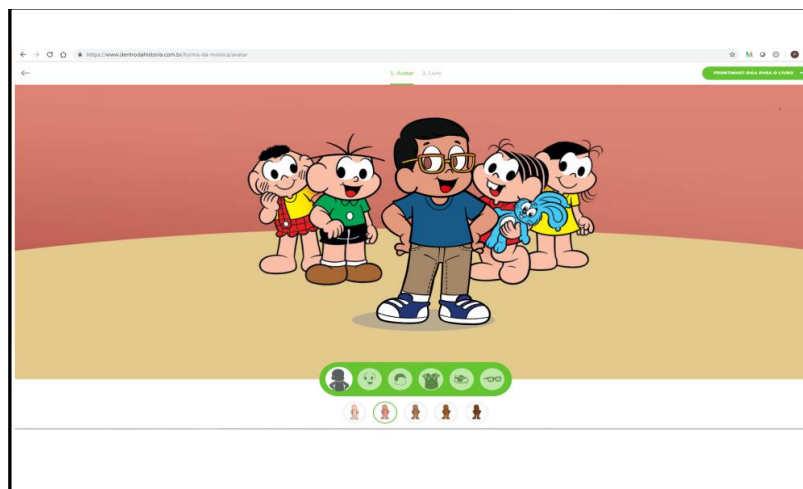 https://www.dentrodahistoria.com.br/turma-da-monica/avatar
1. Avatar 2. Livro
PRONTINHO! SIGA PARA O LIVRO